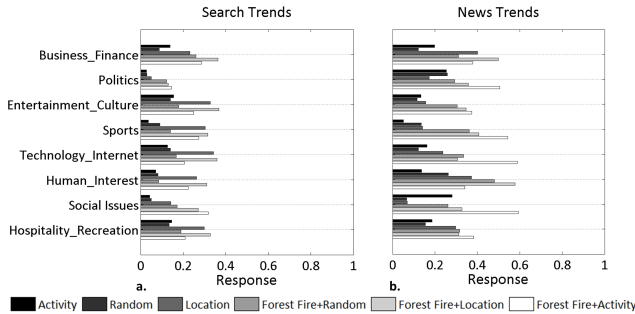 Search Trends
News Trends
Business_Finance
Politics
Entertainment_Culture
Sports
Technology_Internet
Human_Interest
Social Issues
Hospitality_Recreation
0 0.2 0.4 0.6 0.8 1
0 0.2 0.4 0.6 0.8 1
a. Response
b. Response
Activity Random Location Forest Fire+Random Forest Fire+Location Forest Fire+Activity